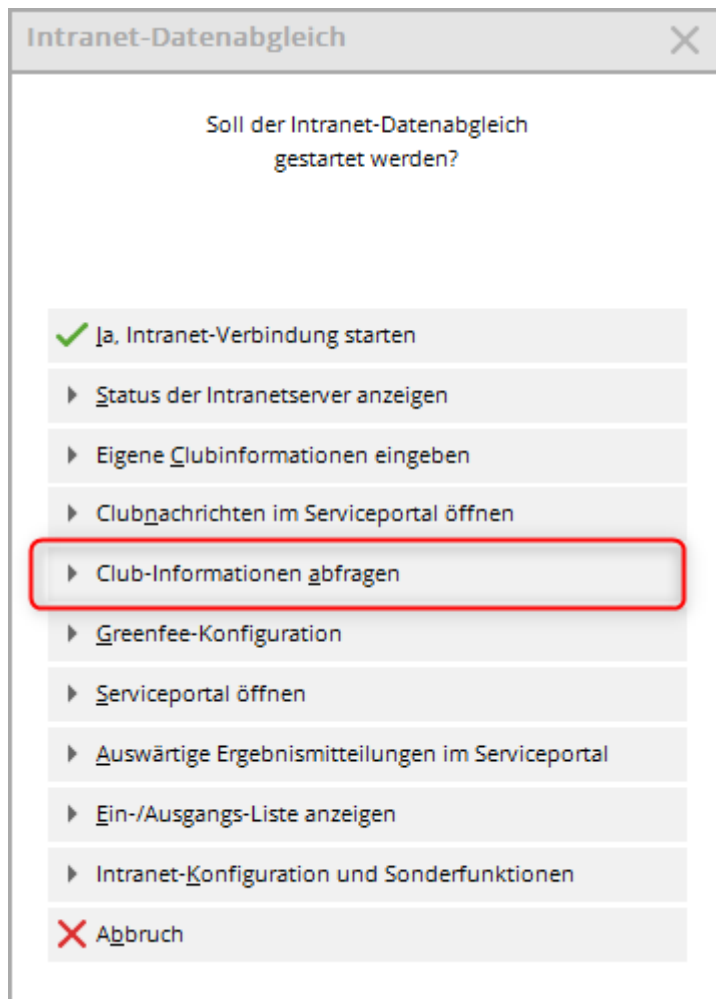 Intranet-Datenabgleich
Soll der Intranet-Datenabgleich
gestartet werden?
Ja, Intranet-Verbindung starten
Status der Intranetserver anzeigen
Eigene Clubinformationen eingeben
Clubnachrichten im Serviceportal öffnen
Club-Informationen abfragen
Greenfee-Konfiguration
Serviceportal öffnen
Auswärtige Ergebnismitteilungen im Serviceportal
Ein-/Ausgangs-Liste anzeigen
Intranet-Konfiguration und Sonderfunktionen
Abbruch